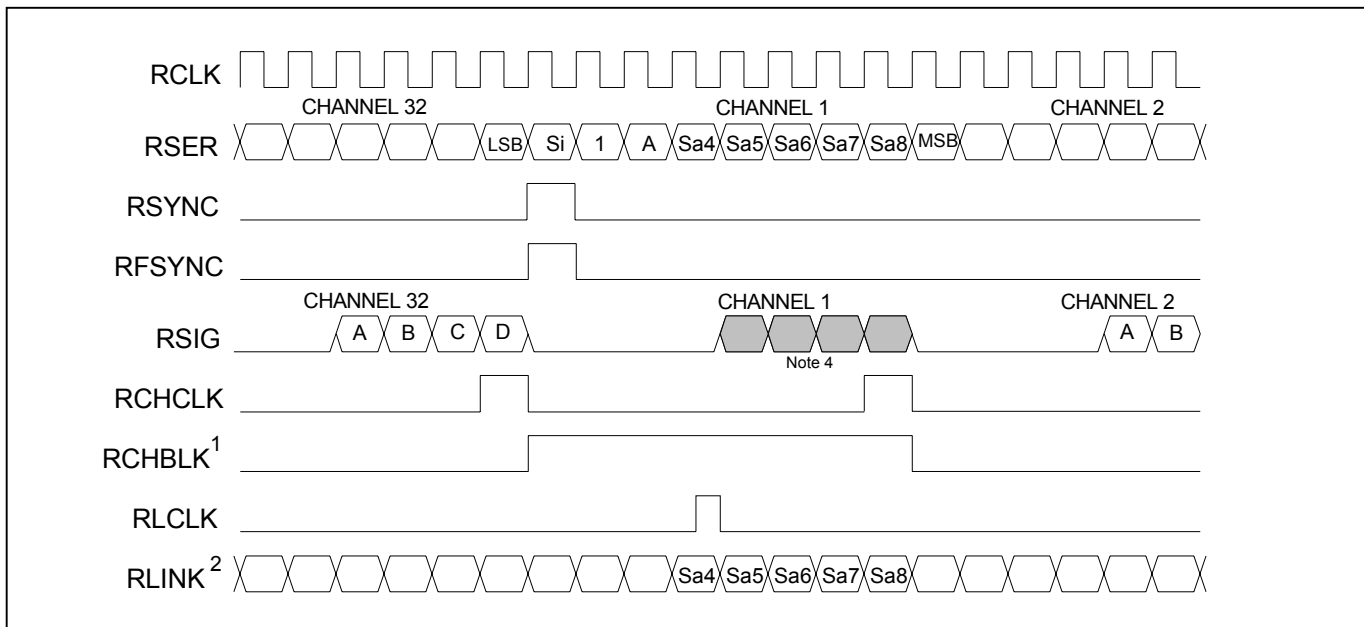 RCLK
CHANNEL 32 CHANNEL 1 CHANNEL 2
RSER LSB Si 1 A Sa4 Sa5 Sa6 Sa7 Sa8 MSB
RSYNC
RFSYNC
CHANNEL 32 CHANNEL 1 CHANNEL 2
RSIG A B C D A B
Note 4
RCHCLK
RCHBLK1
RLCLK
RLINK2 Sa4 Sa5 Sa6 Sa7 Sa8